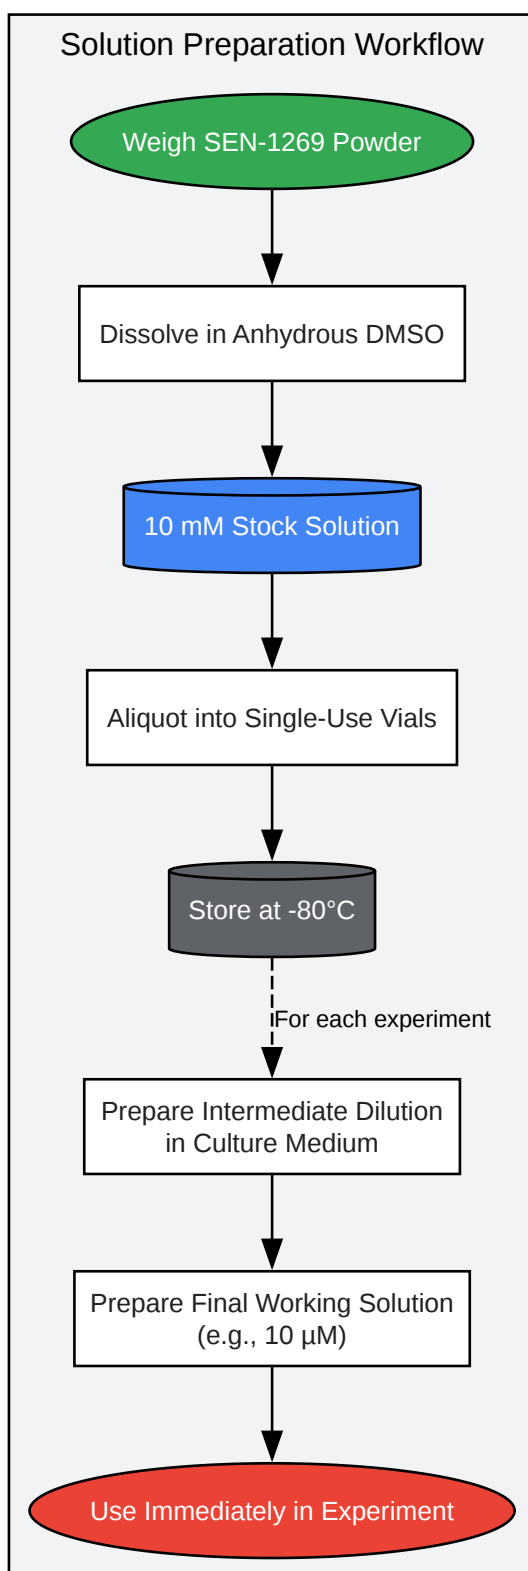 Solution Preparation Workflow
Weigh SEN-1269 Powder
Dissolve in Anhydrous DMSO
10 mM Stock Solution
Aliquot into Single-Use Vials
Store at -80°C
For each experiment
Prepare Intermediate Dilution
in Culture Medium
Prepare Final Working Solution
(e.g., 10 µM)
Use Immediately in Experiment